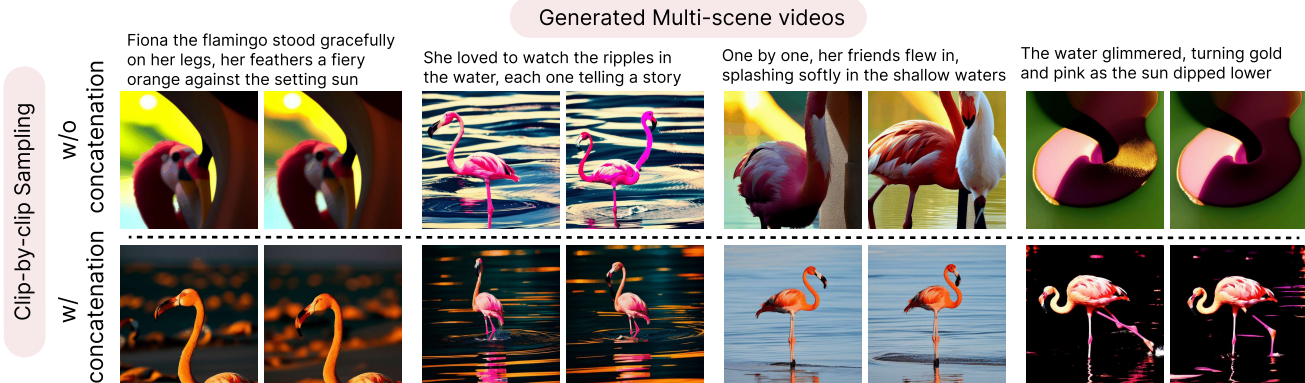 Generated Multi-scene videos
Fiona the flamingo stood gracefully
on her legs, her feathers a fiery
orange against the setting sun
She loved to watch the ripples in
the water, each one telling a story
One by one, her friends flew in,
splashing softly in the shallow waters
The water glimmered, turning gold
and pink as the sun dipped lower
Clip-by-clip Sampling
w/o
concatenation
w/
concatenation